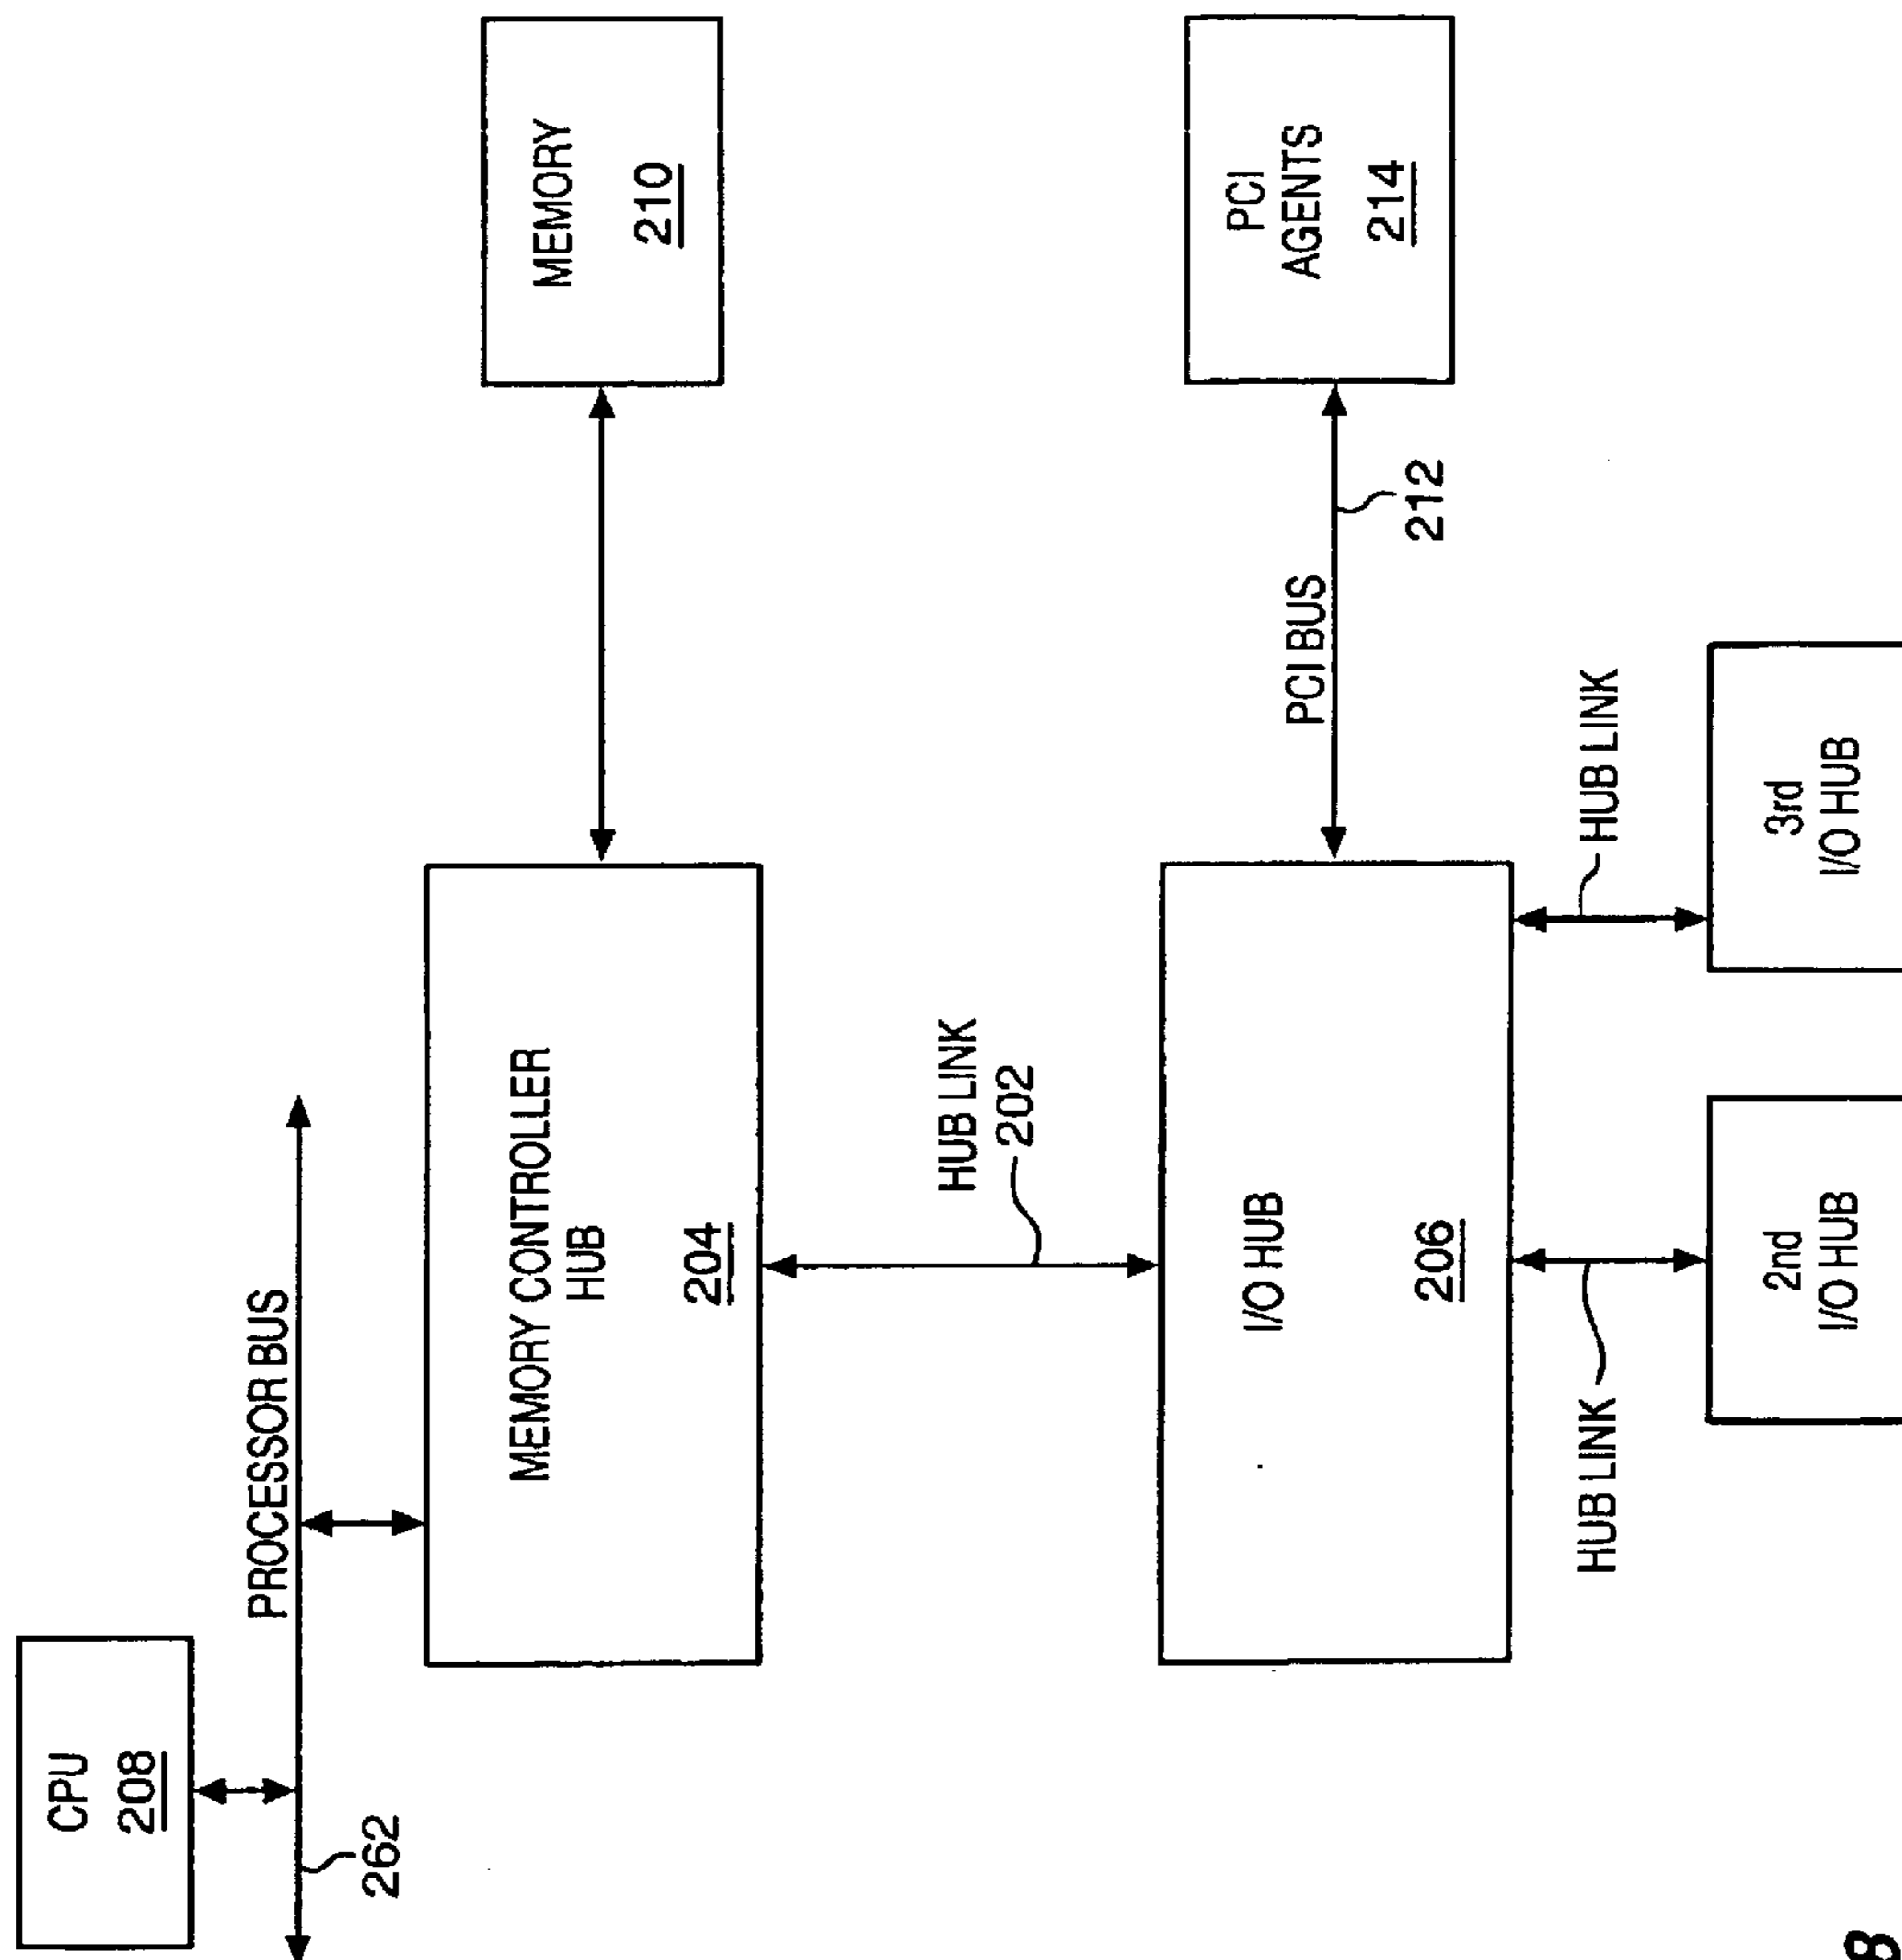 CPU
208
PROCESSOR BUS
262
MEMORY CONTROLLER
HUB
204
MEMORY
210
HUB LINK
202
I/O HUB
206
PCI BUS
212
PCI
AGENTS
214
HUB LINK
HUB LINK
2nd
I/O HUB
3rd
I/O HUB
8